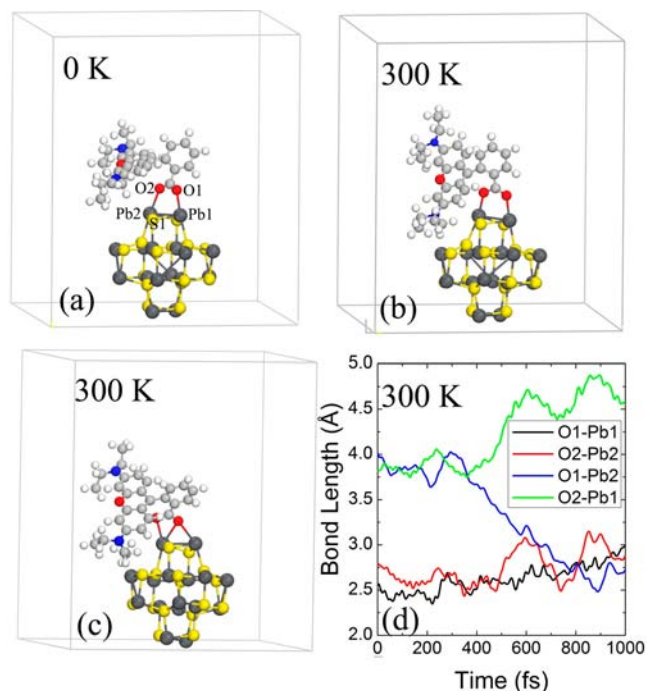 0 K
300 K
O2
O1
Pb2
S1
Pb1
(a)
(b)
300 K
(c)
5.0
4.5
4.0
3.5
3.0
2.5
2.0
Bond Length (Å)
300 K
O1-Pb1
O2-Pb2
O1-Pb2
O2-Pb1
(d)
0 200 400 600 800 1000
Time (fs)